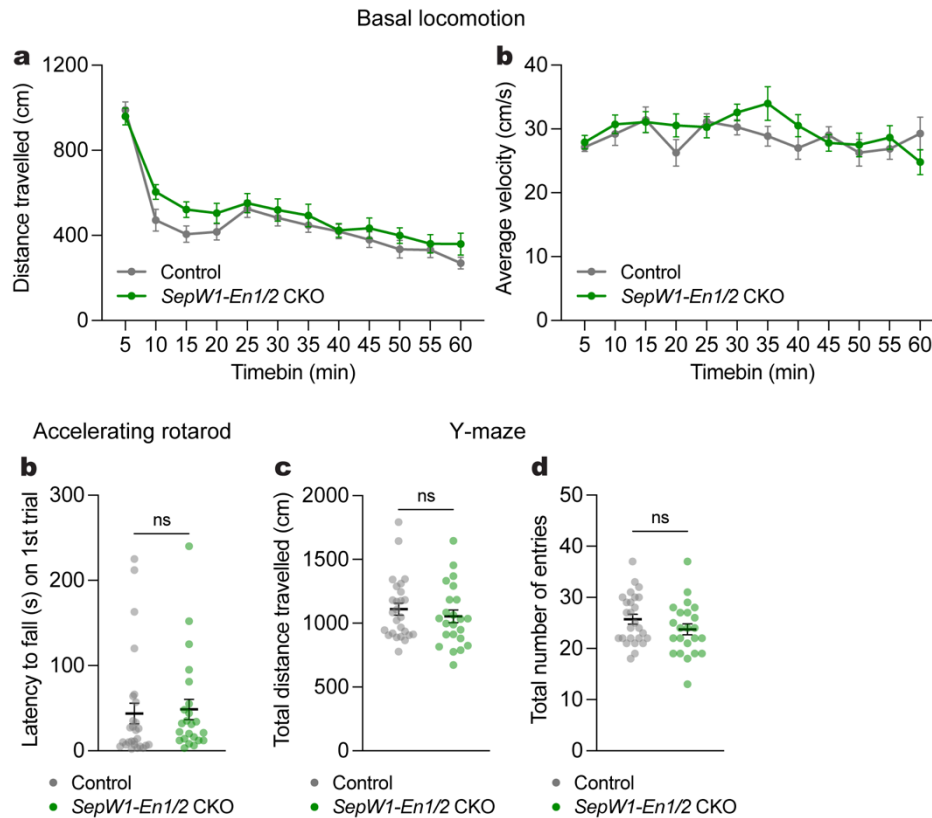 Basal locomotion
a
b
1200
800
400
0
Distance travelled (cm)
Control
SepW1-En1/2 CKO
5 10 15 20 25 30 35 40 45 50 55 60
Timebin (min)
40
30
20
10
0
Average velocity (cm/s)
Control
SepW1-En1/2 CKO
5 10 15 20 25 30 35 40 45 50 55 60
Timebin (min)
Accelerating rotarod
Y-maze
b
300
200
100
0
Latency to fall (s) on 1st trial
ns
Control
SepW1-En1/2 CKO
c
2000
1500
1000
500
0
Total distance travelled (cm)
ns
Control
SepW1-En1/2 CKO
d
50
40
30
20
10
0
Total number of entries
ns
Control
SepW1-En1/2 CKO